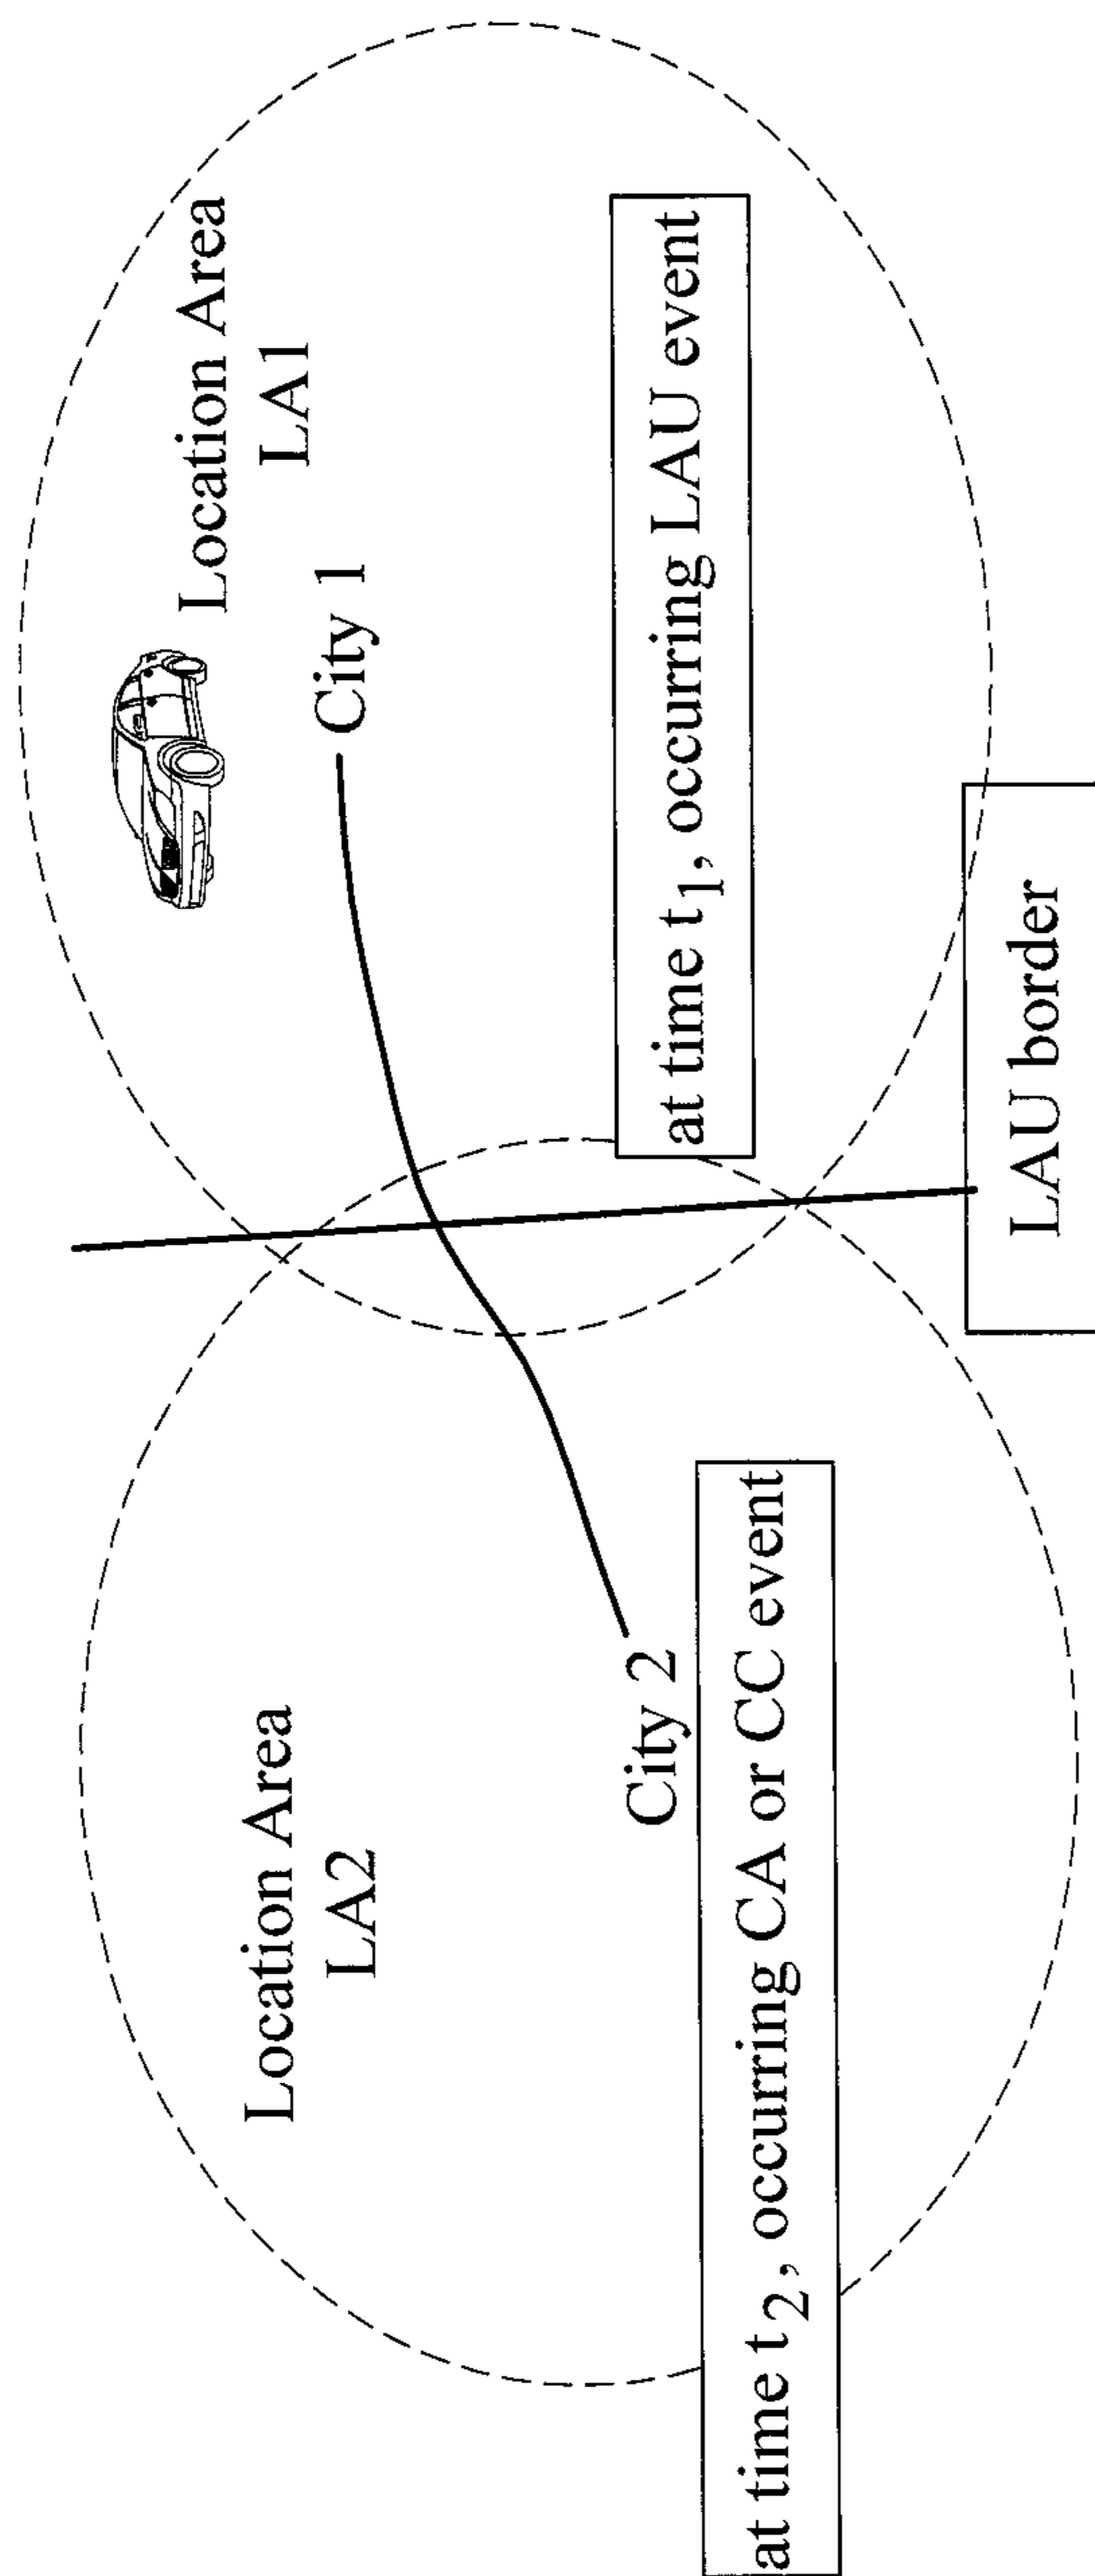 Location Area
LA1
City 1
at time t1, occurring LAU event
LAU border
Location Area
LA2
City 2
at time t2, occurring CA or CC event